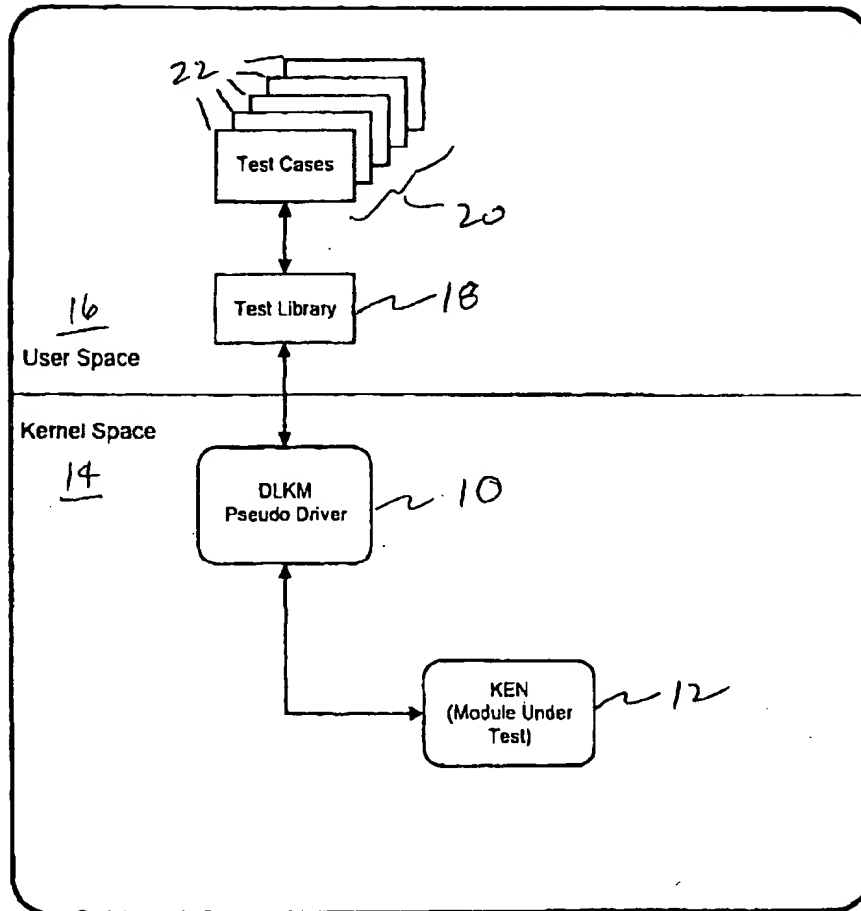 22
Test Cases
20
Test Library
18
16
User Space
Kernel Space
14
DLKM
Pseudo Driver
10
KEN
(Module Under
Test)
12